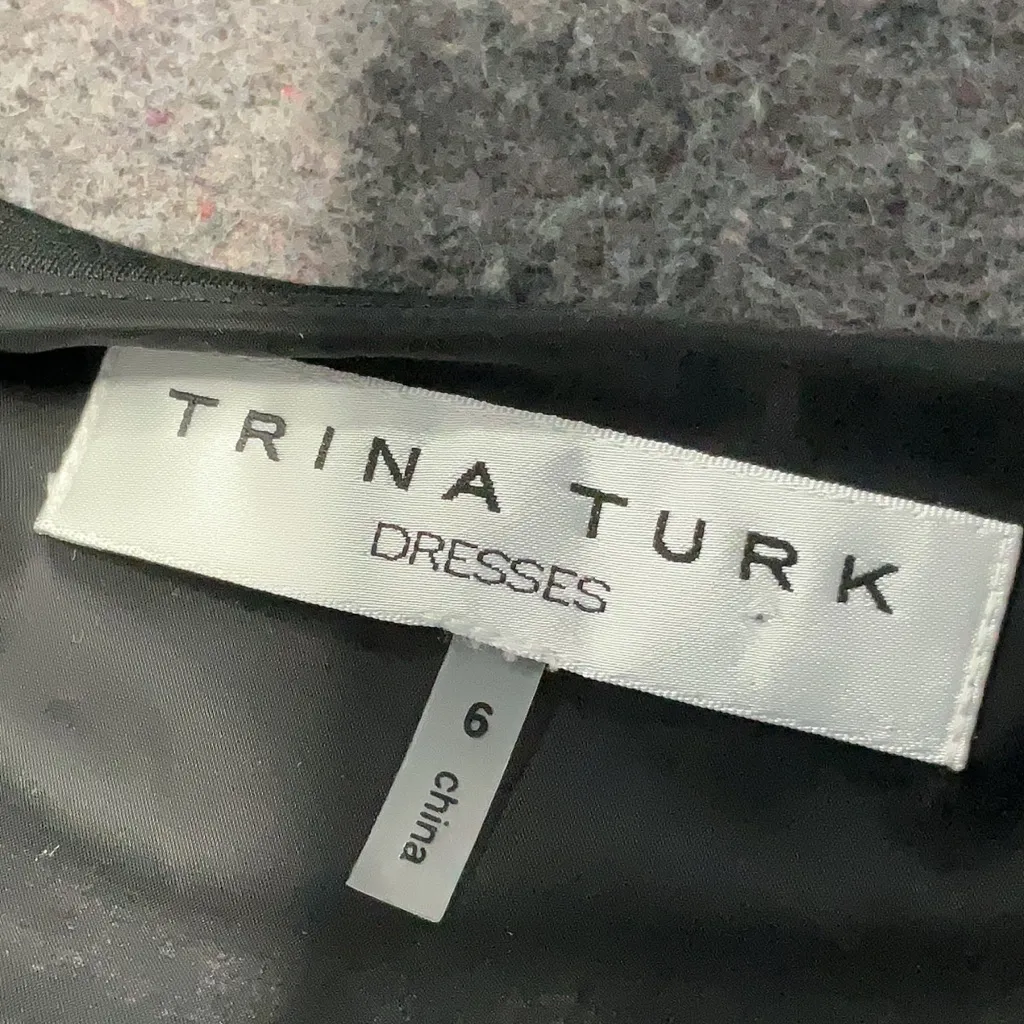 TRINA TURK
DRESSES
6
china